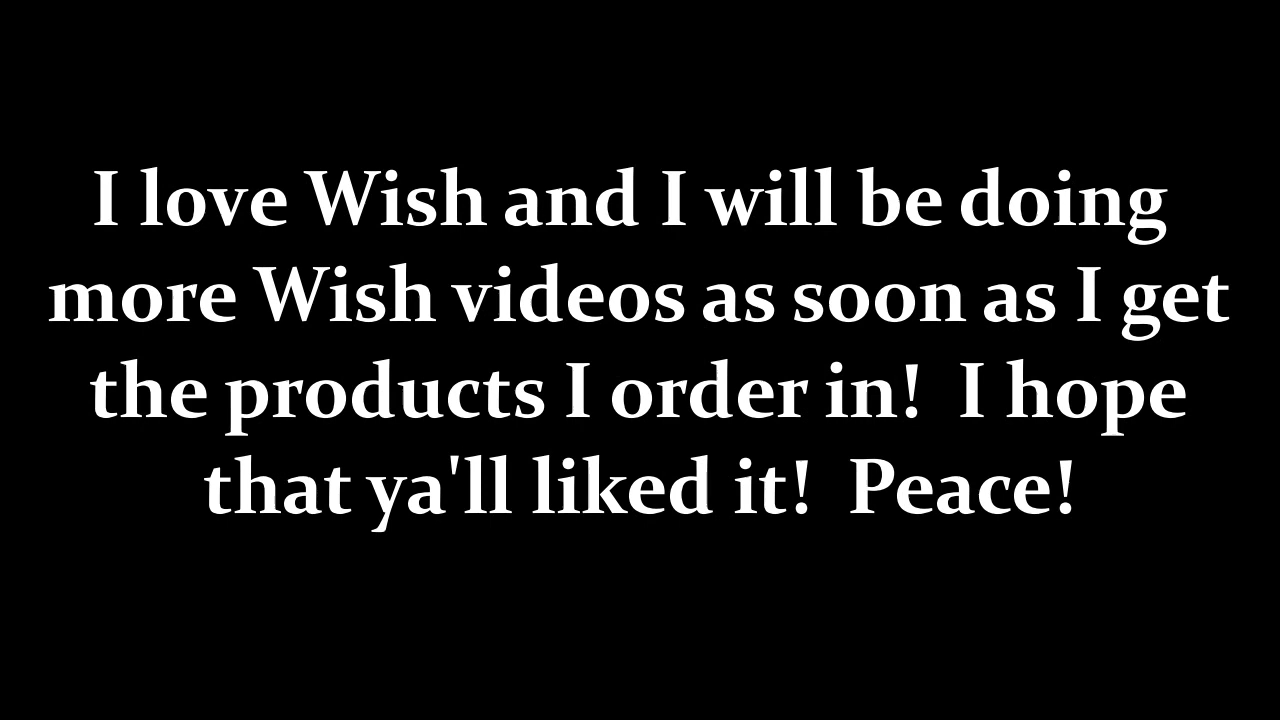 I love Wish and I will be doing
more Wish videos as soon as I get
the products I order in!  I hope
that ya'll liked it!  Peace!